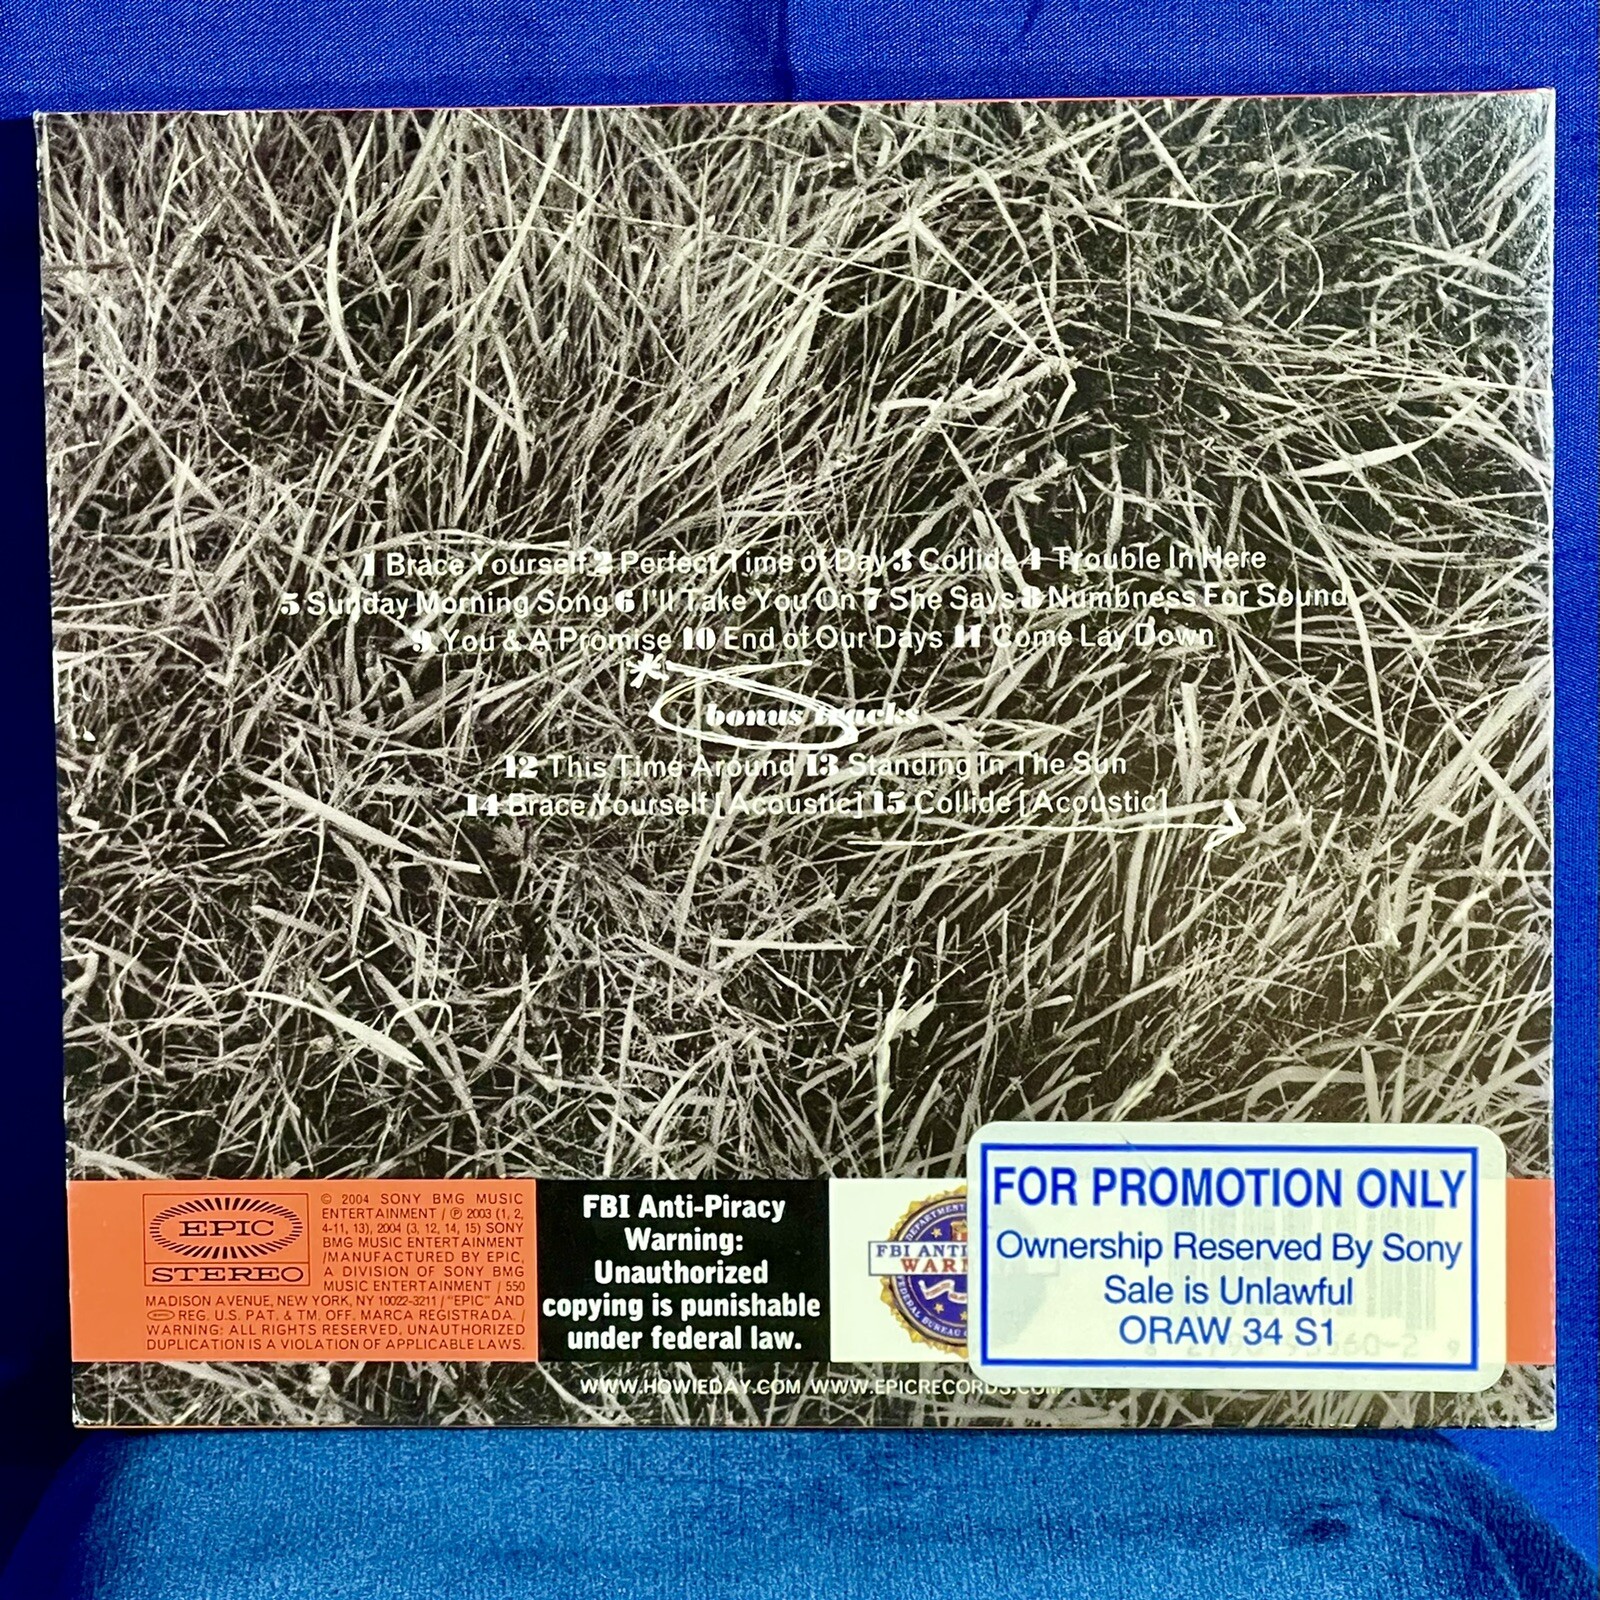 1 Brace Yourself 2 Perfect Time of Day 3 Collide 4 Trouble In Here
5 Sunday Morning Song 6 I'll Take You On 7 She Says 8 Numbness For Sound
9 You & A Promise 10 End of Our Days 11 Come Lay Down
*
bonus tracks
12 This Time Around 13 Standing In The Sun
14 Brace Yourself [Acoustic] 15 Collide [Acoustic]
EPIC
STEREO
© 2004 SONY BMG MUSIC
ENTERTAINMENT / ℗ 2003 (1, 2,
4-11, 13), 2004 (3, 12, 14, 15) SONY
BMG MUSIC ENTERTAINMENT
/MANUFACTURED BY EPIC,
A DIVISION OF SONY BMG
MUSIC ENTERTAINMENT / 550
MADISON AVENUE, NEW YORK, NY 10022-3211 / "EPIC" AND
REG. U.S. PAT. & TM. OFF. MARCA REGISTRADA. /
WARNING: ALL RIGHTS RESERVED. UNAUTHORIZED
DUPLICATION IS A VIOLATION OF APPLICABLE LAWS.
FBI Anti-Piracy
Warning:
Unauthorized
copying is punishable
under federal law.
FBI ANTI
WAR
FOR PROMOTION ONLY
Ownership Reserved By Sony
Sale is Unlawful
ORAW 34 S1
WWW.HOWIEDAY.COM WWW.EPICRECORDS.COM